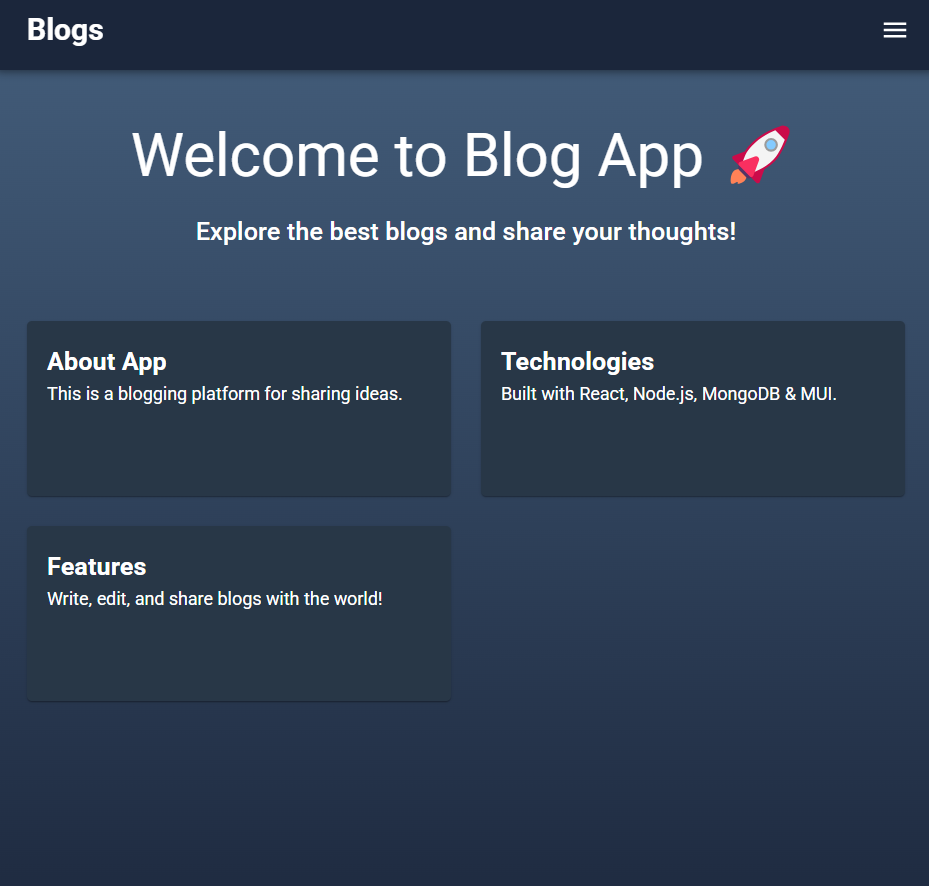 Blogs
Welcome to Blog App 🚀
Explore the best blogs and share your thoughts!
About App
This is a blogging platform for sharing ideas.
Technologies
Built with React, Node.js, MongoDB & MUI.
Features
Write, edit, and share blogs with the world!